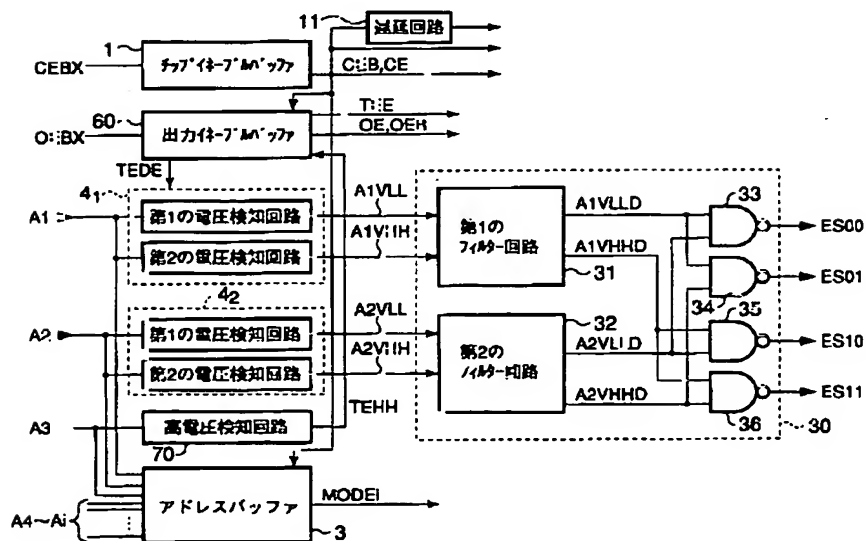 11
遅延回路
1
CEBX
チップイネーブルバッファ
CEB,CE
60
OEBX
出力イネーブルバッファ
OE,OER
TEDE
41
A1
第1の電圧検知回路
第2の電圧検知回路
A1VLL
A1VHH
42
A2
第1の電圧検知回路
第2の電圧検知回路
A2VLL
A2VHH
A3
高電圧検知回路
70
TEHH
アドレスバッファ
MODEi
A4~Ai
3
第1の
フィルター回路
31
A1VLLD
A1VHHD
32
第2の
フィルター回路
A2VLLD
A2VHHD
33
34
35
36
ES00
ES01
ES10
ES11
30